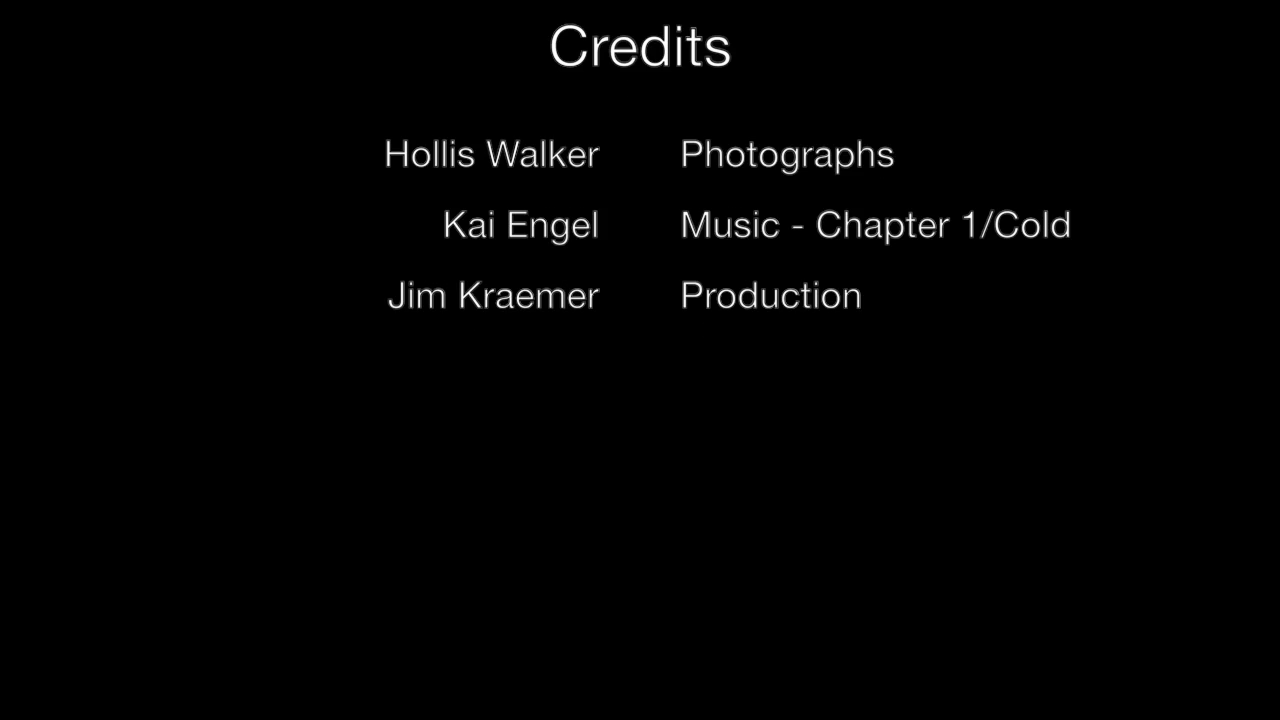 Credits
Hollis Walker Photographs
Kai Engel Music - Chapter 1/Cold
Jim Kraemer Production